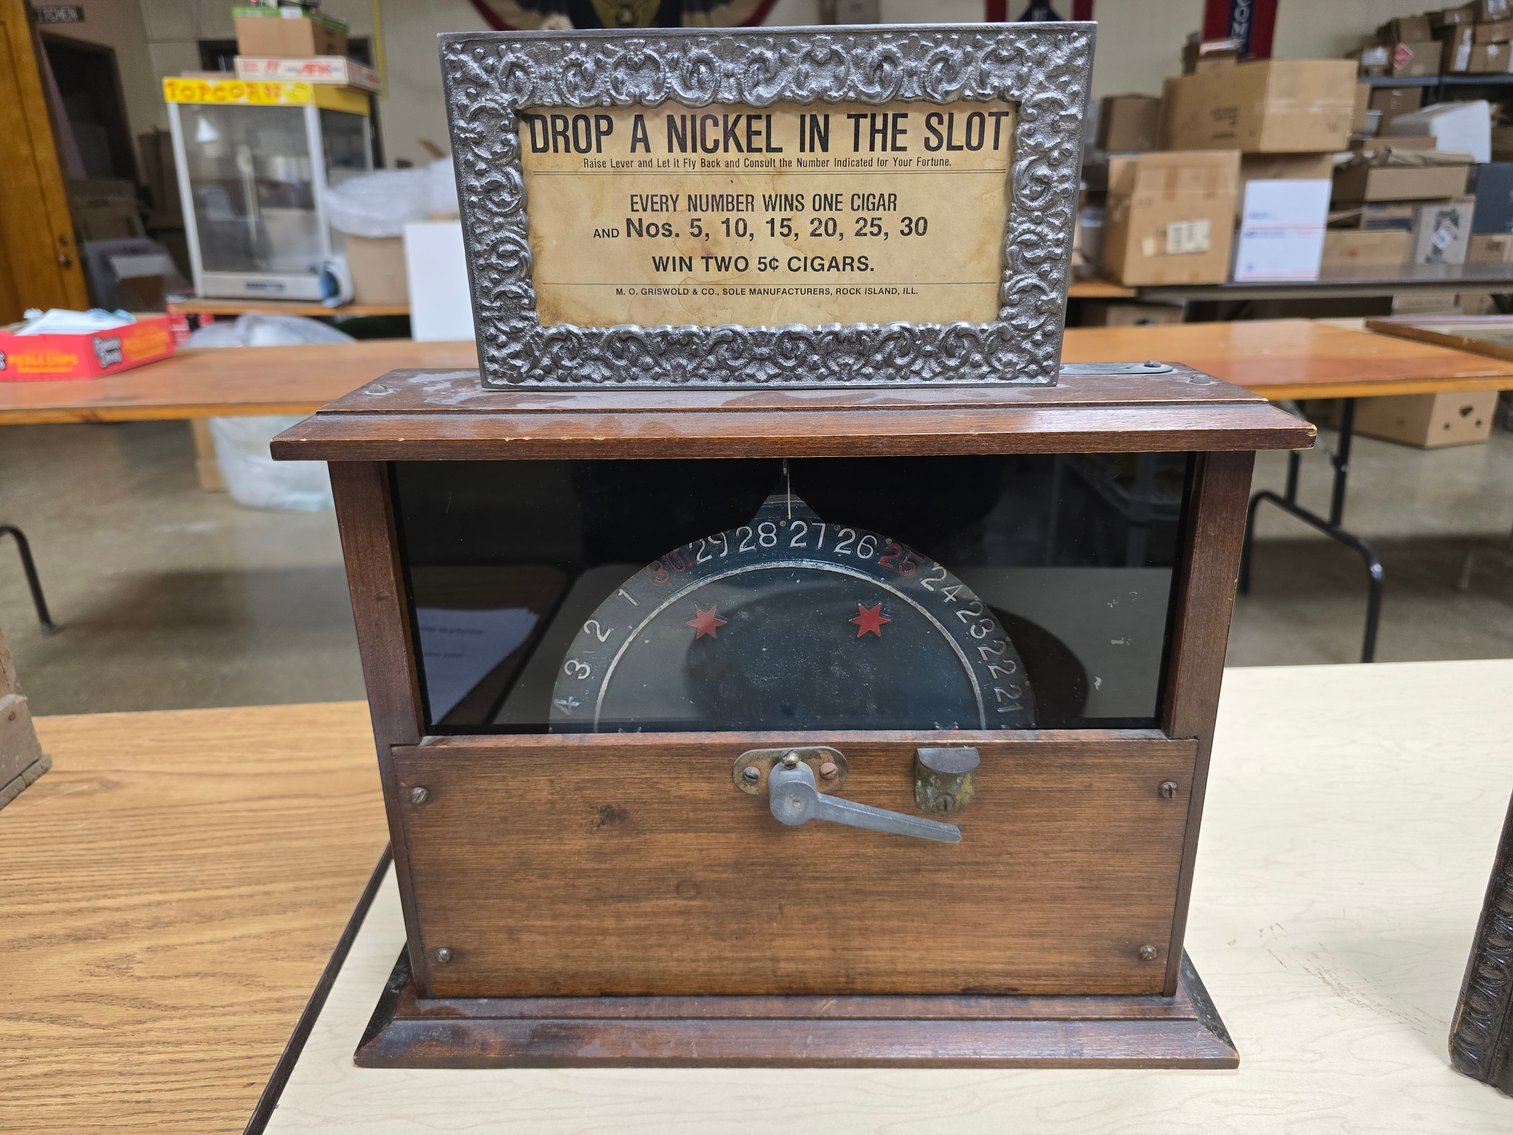 KITCHEN
POPCORN
DROP A NICKEL IN THE SLOT
Raise Lever and Let it Fly Back and Consult the Number Indicated for Your Fortune.
EVERY NUMBER WINS ONE CIGAR
AND Nos. 5, 10, 15, 20, 25, 30
WIN TWO 5¢ CIGARS.
M. O. GRISWOLD & CO., SOLE MANUFACTURERS, ROCK ISLAND, ILL.
4 3 2 1 30 29 28 27 26 25 24 23 22 21